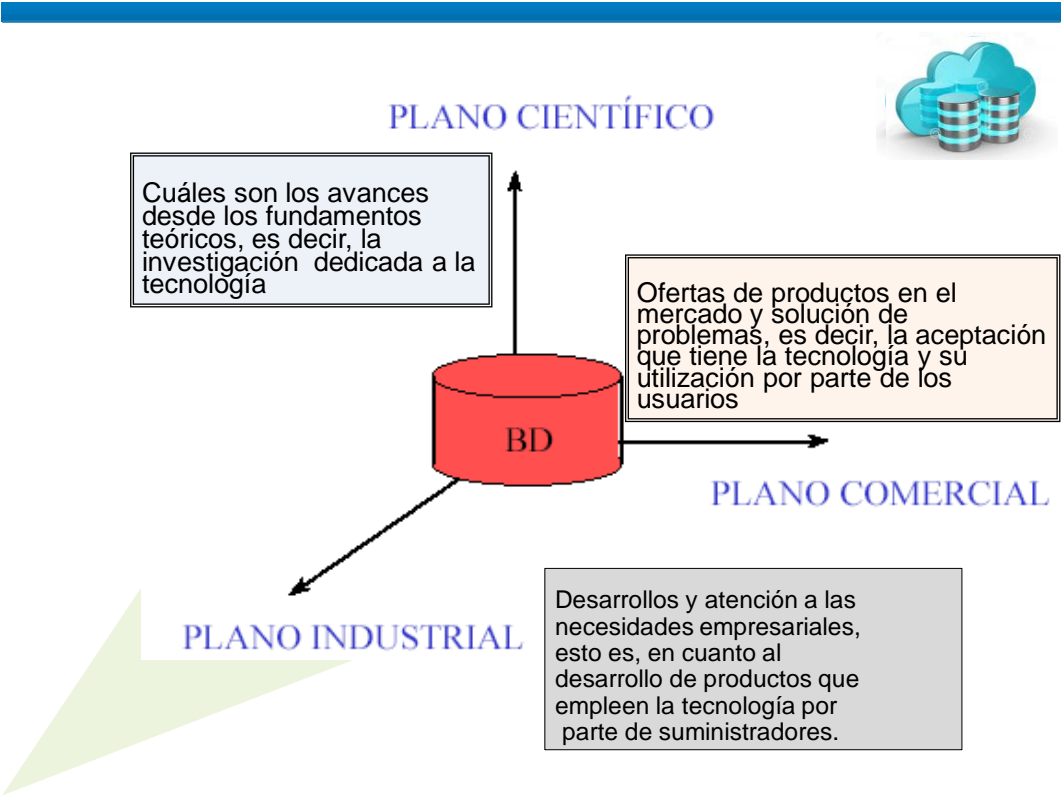 PLANO CIENTÍFICO
Cuáles son los avances
desde los fundamentos
teóricos, es decir, la
investigación  dedicada a la
tecnología
Ofertas de productos en el
mercado y solución de
problemas, es decir, la aceptación
que tiene la tecnología y su
utilización por parte de los
usuarios
BD
PLANO COMERCIAL
PLANO INDUSTRIAL
Desarrollos y atención a las
necesidades empresariales,
esto es, en cuanto al
desarrollo de productos que
empleen la tecnología por
parte de suministradores.